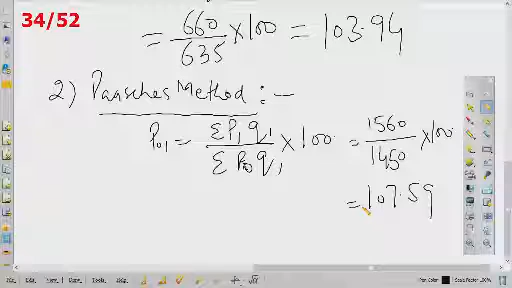 34/52
= 660/635 × 100 = 103.94
2) Paasches Method :-
P01 = ΣP1q1/ΣP0q1 × 100 = 1560/1450 × 100
= 107.59